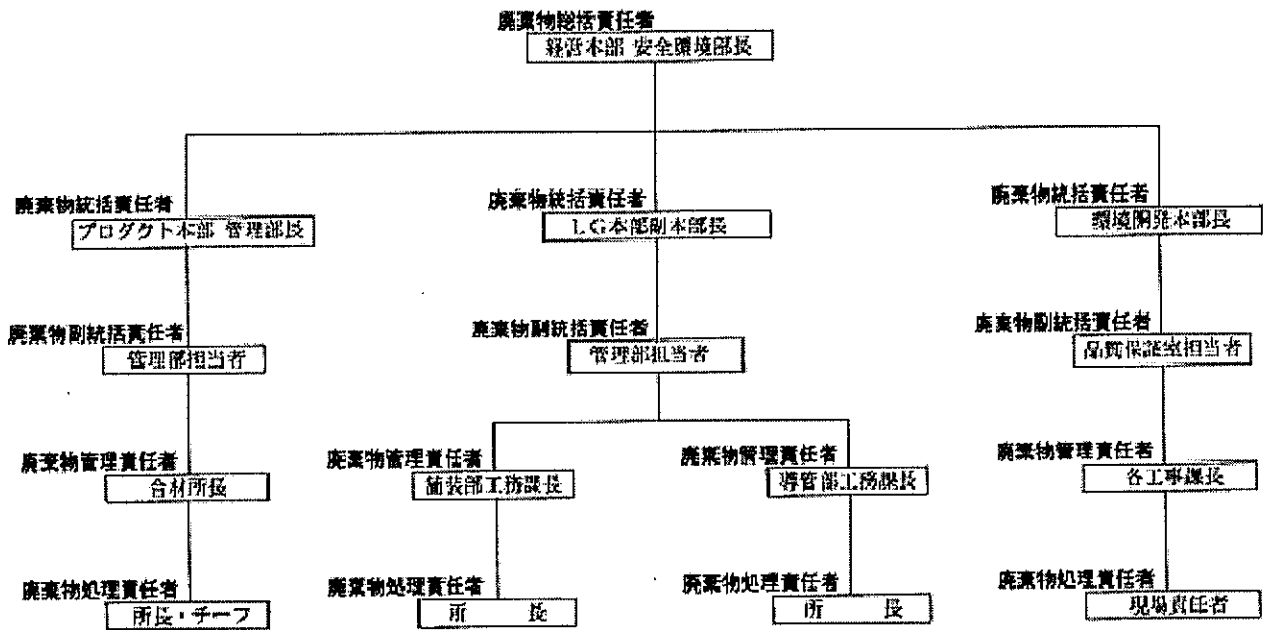 廃棄物総括責任者
経営本部 安全環境部長
廃棄物統括責任者
プロダクト本部 管理部長
廃棄物統括責任者
LG本部副本部長
廃棄物統括責任者
環境開発本部長
廃棄物副統括責任者
管理部担当者
廃棄物副統括責任者
管理部担当者
廃棄物副統括責任者
品質保証室担当者
廃棄物管理責任者
合材所長
廃棄物管理責任者
舗装部工務課長
廃棄物管理責任者
導管部工務課長
廃棄物管理責任者
各工事課長
廃棄物処理責任者
所長・チーフ
廃棄物処理責任者
所　　長
廃棄物処理責任者
所　　長
廃棄物処理責任者
現場責任者